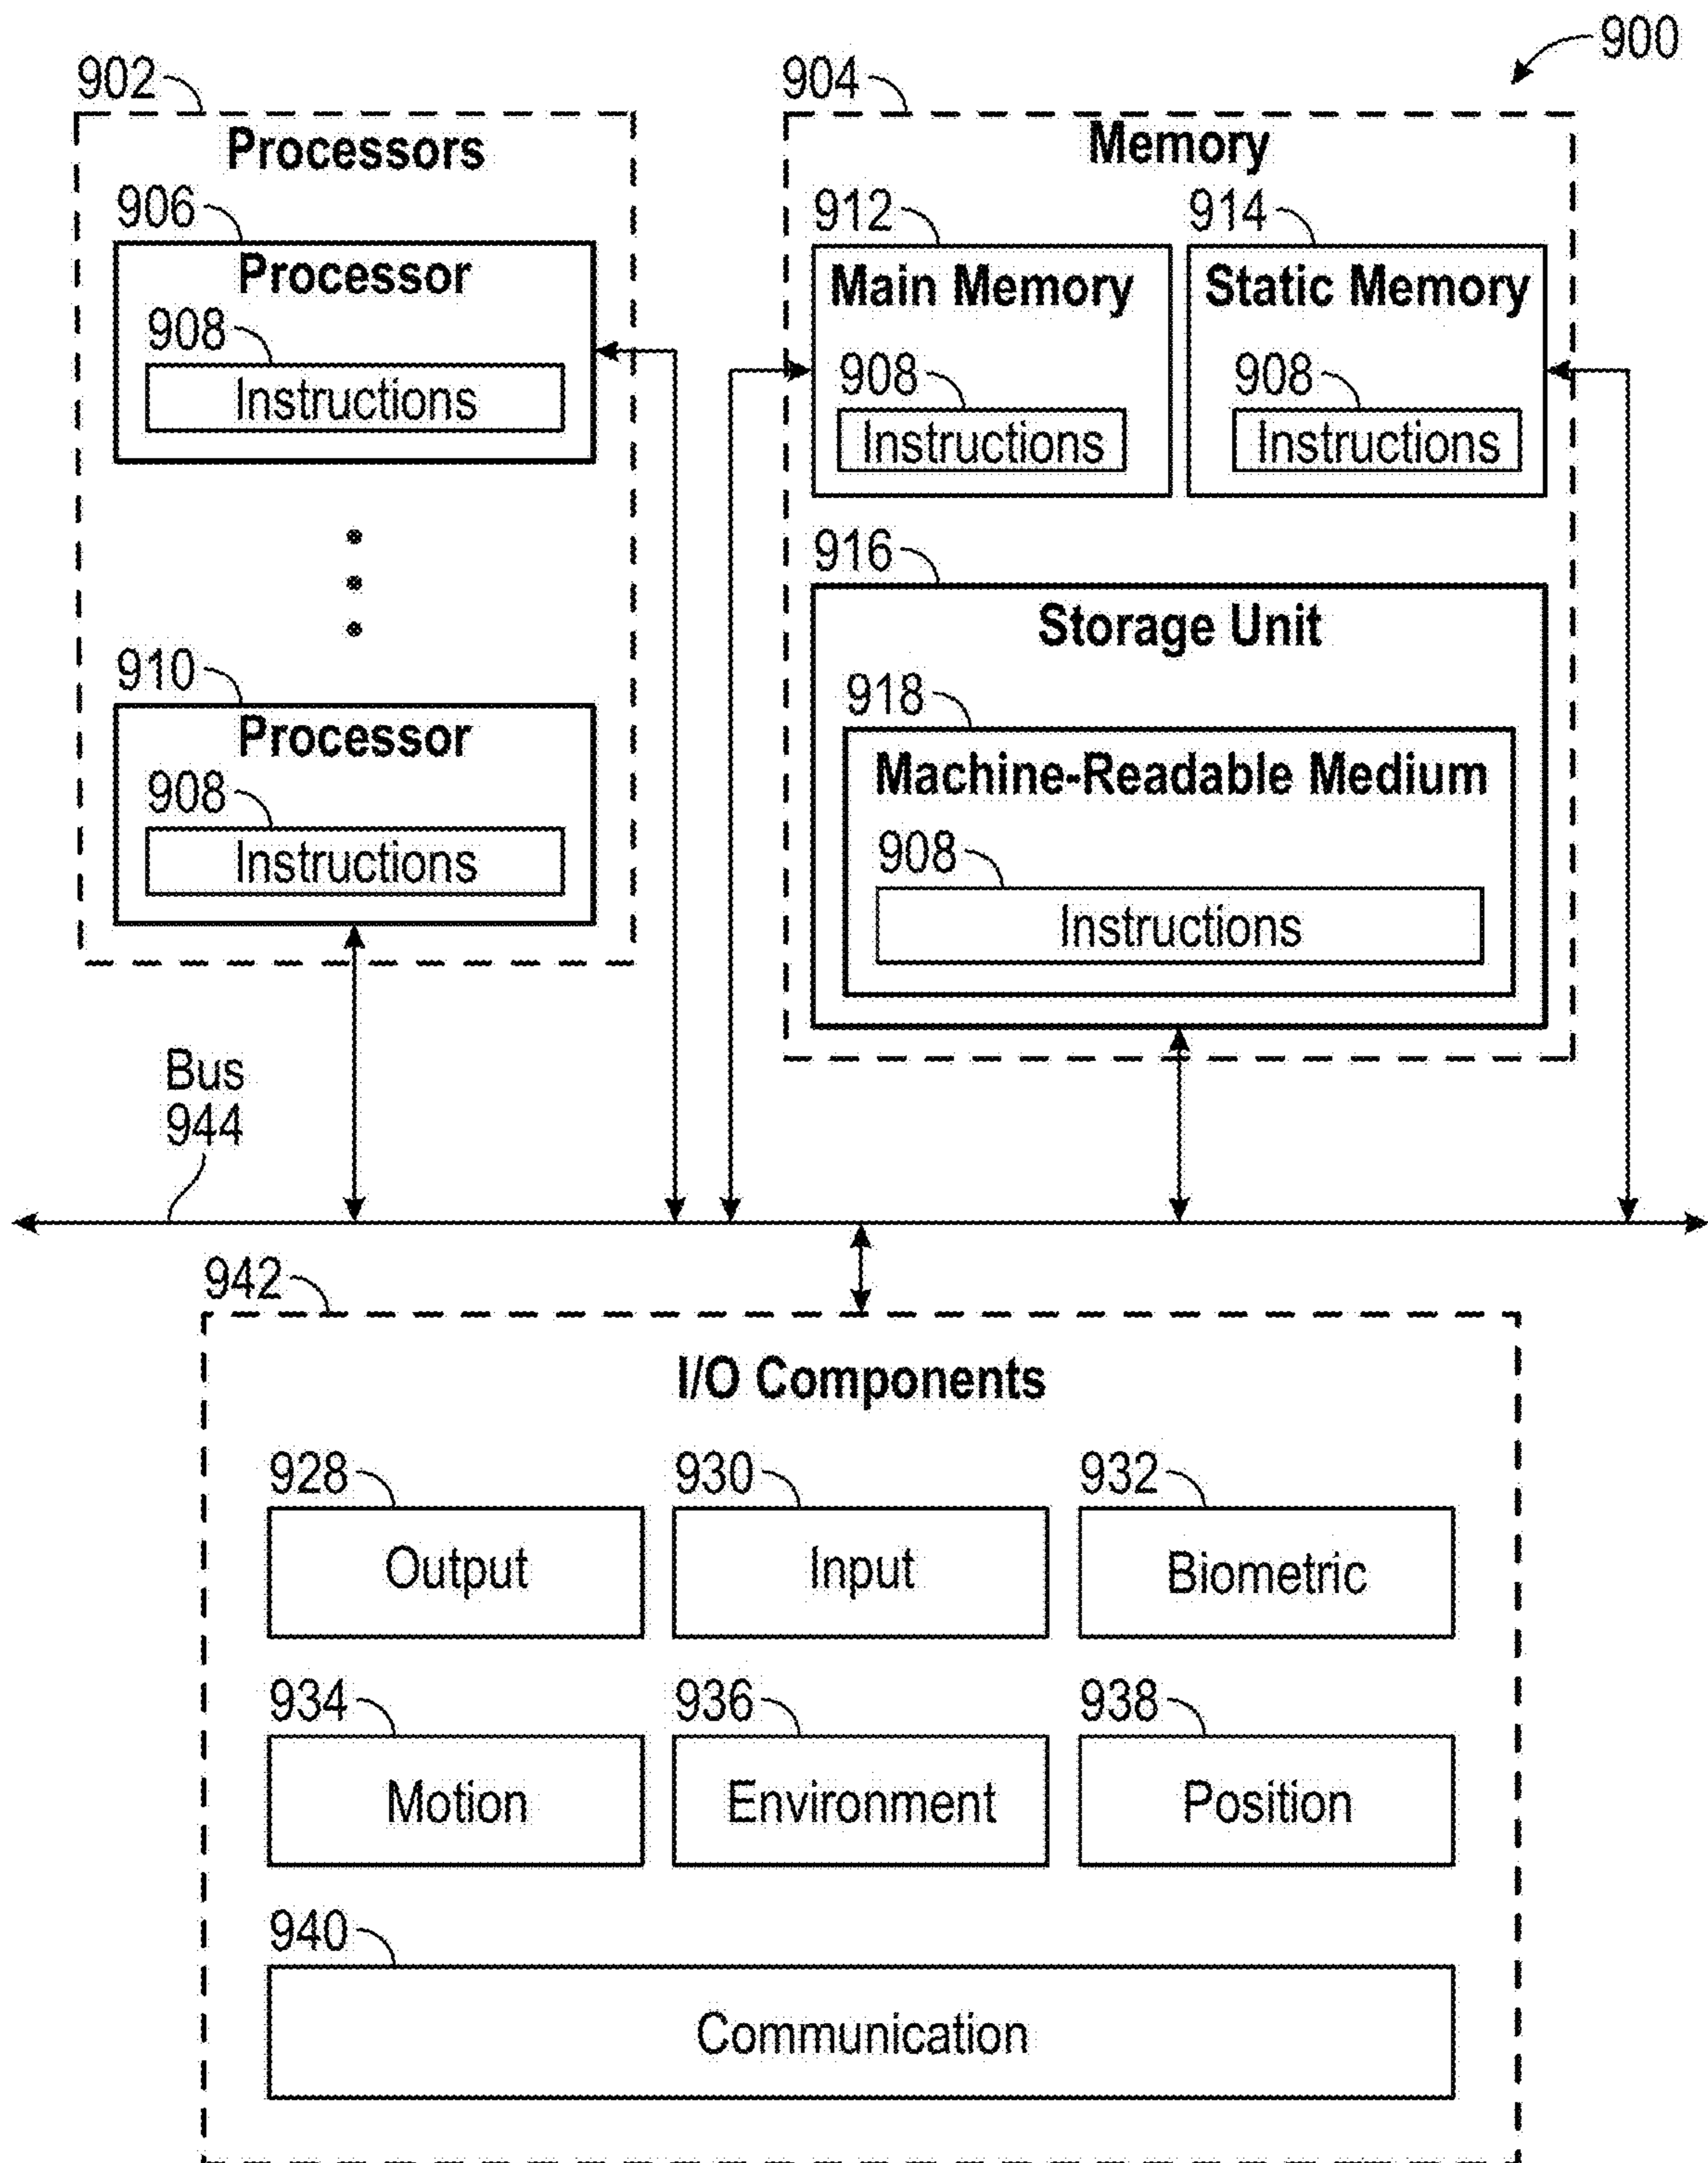 900
902
Processors
906
Processor
908
Instructions
910
Processor
908
Instructions
904
Memory
912
Main Memory
908
Instructions
914
Static Memory
908
Instructions
916
Storage Unit
918
Machine-Readable Medium
908
Instructions
Bus
944
942
I/O Components
928
Output
930
Input
932
Biometric
934
Motion
936
Environment
938
Position
940
Communication